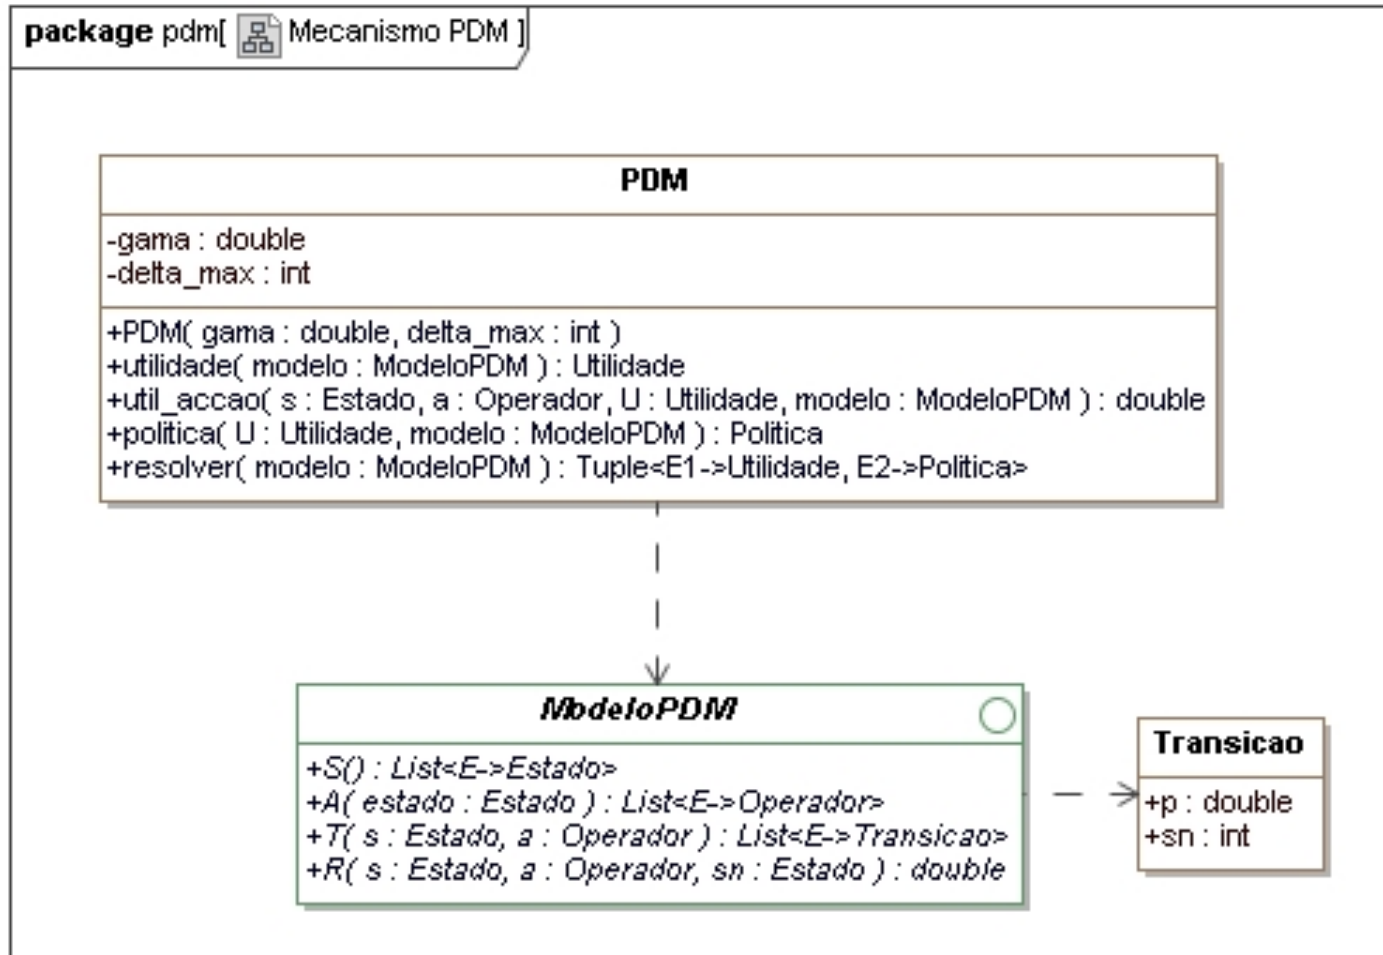 package pdm[ Mecanismo PDM ]
PDM
-gama : double
-delta_max : int
+PDM( gama : double, delta_max : int )
+utilidade( modelo : ModeloPDM ) : Utilidade
+util_accao( s : Estado, a : Operador, U : Utilidade, modelo : ModeloPDM ) : double
+politica( U : Utilidade, modelo : ModeloPDM ) : Politica
+resolver( modelo : ModeloPDM ) : Tuple<E1->Utilidade, E2->Politica>
ModeloPDM
+S() : List<E->Estado>
+A( estado : Estado ) : List<E->Operador>
+T( s : Estado, a : Operador ) : List<E->Transicao>
+R( s : Estado, a : Operador, sn : Estado ) : double
Transicao
+p : double
+sn : int